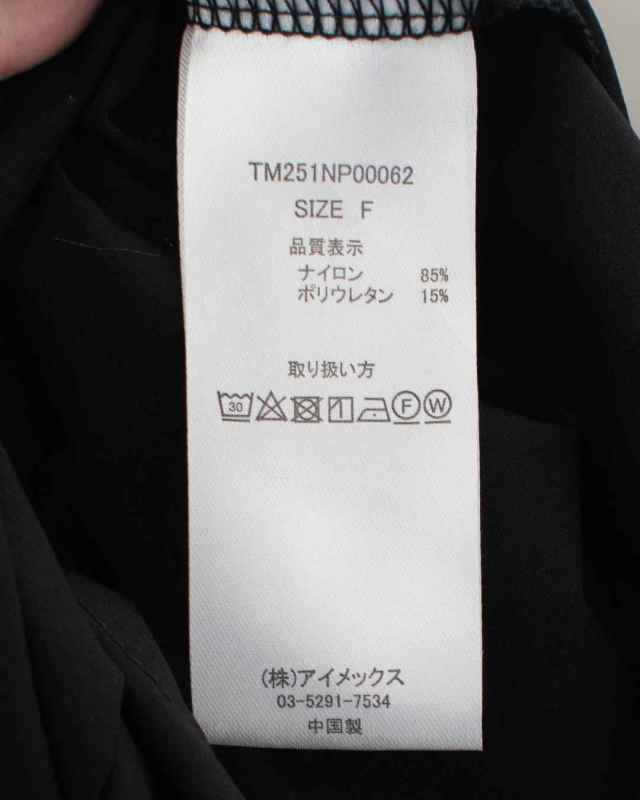 TM251NP00062
SIZE F
品質表示
ナイロン 85%
ポリウレタン 15%
取り扱い方
30 F W
(株)アイメックス
03-5291-7534
中国製